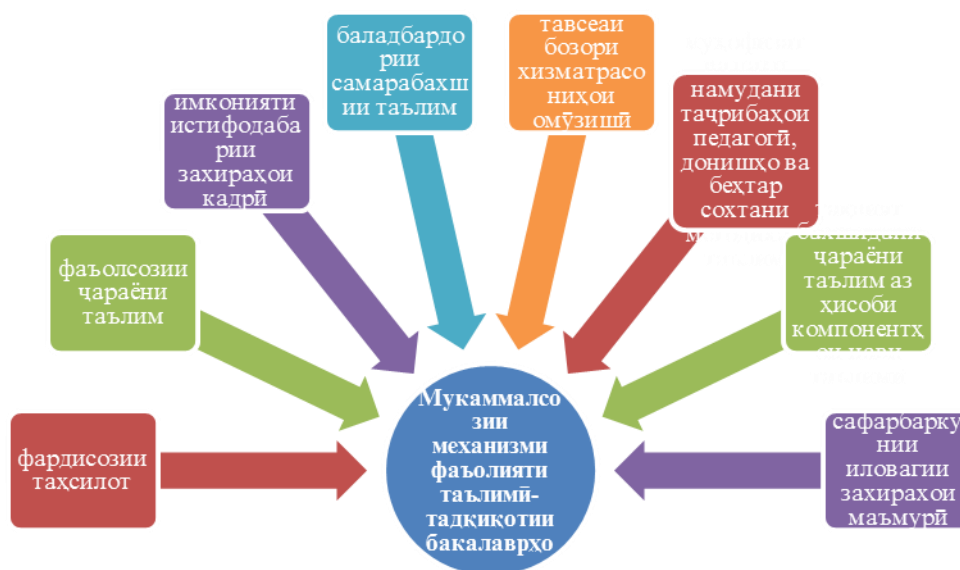 фардисозии
таҳсилот
фаъолсозии
ҷараёни
таълим
имконияти
истифодаба
рии
захираҳои
кадрӣ
баладбардо
рии
самарабахш
ии таълим
тавсеаи
бозори
хизматрасо
ниҳои
омӯзишӣ
намудани
таҷрибаҳои
педагогӣ,
донишҳо ва
беҳтар
сохтани
бахшидани
ҷараёни
таълим аз
ҳисоби
компонентҳ
сафарбарку
нии
иловагии
захирахои
маъмурӣ
Мукаммалсо
зии
механизми
фаъолияти
таълимӣ-
тадқиқотии
бакалаврҳо